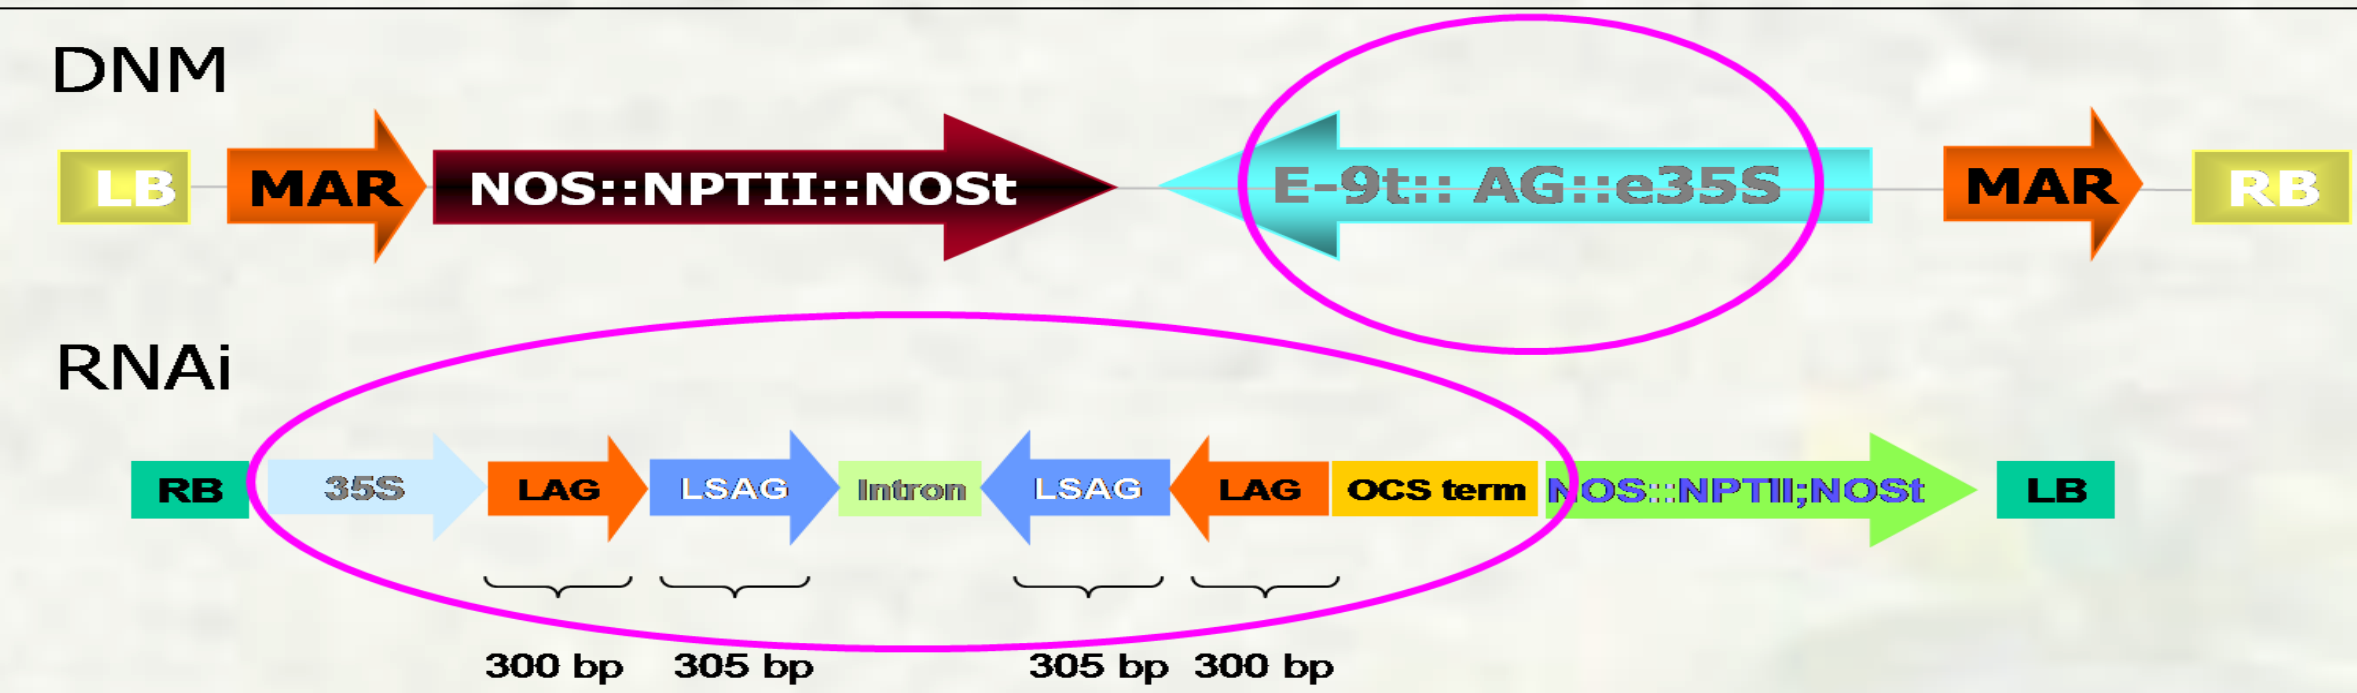 DNM
LB MAR NOS::NPTII::NOSt E-9t:: AG::e35S MAR RB
RNAi
RB 35S LAG LSAG Intron LSAG LAG OCS term NOS::NPTII;NOSt LB
300 bp 305 bp 305 bp 300 bp